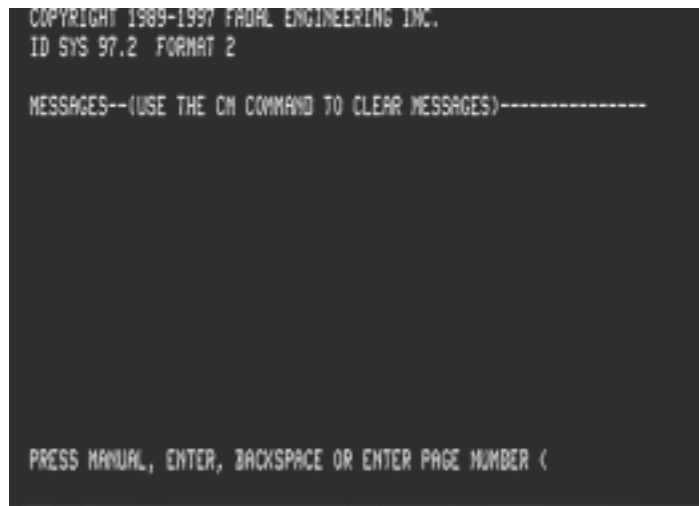 COPYRIGHT 1989-1997 FADAL ENGINEERING INC.
ID SYS 97.2 FORMAT 2
MESSAGES--(USE THE CM COMMAND TO CLEAR MESSAGES)---------------
PRESS MANUAL, ENTER, BACKSPACE OR ENTER PAGE NUMBER <